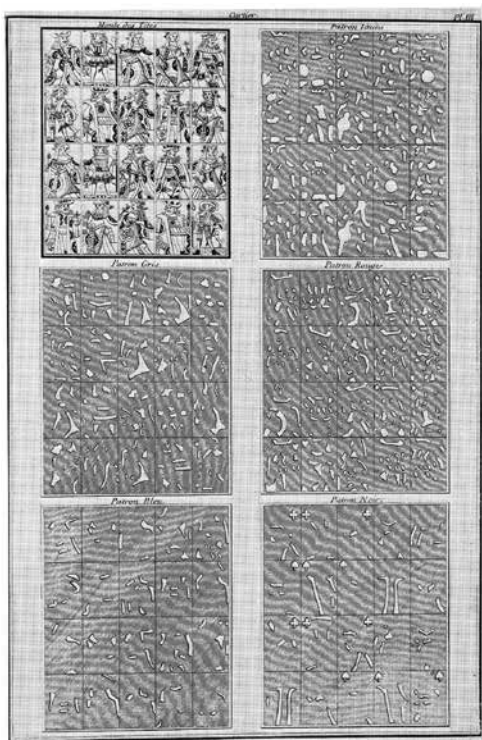 Cartier.
Pl. III.
Moule des Têtes
Patron Jaune
Patron Gris
Patron Rouge
Patron Bleu
Patron Noir